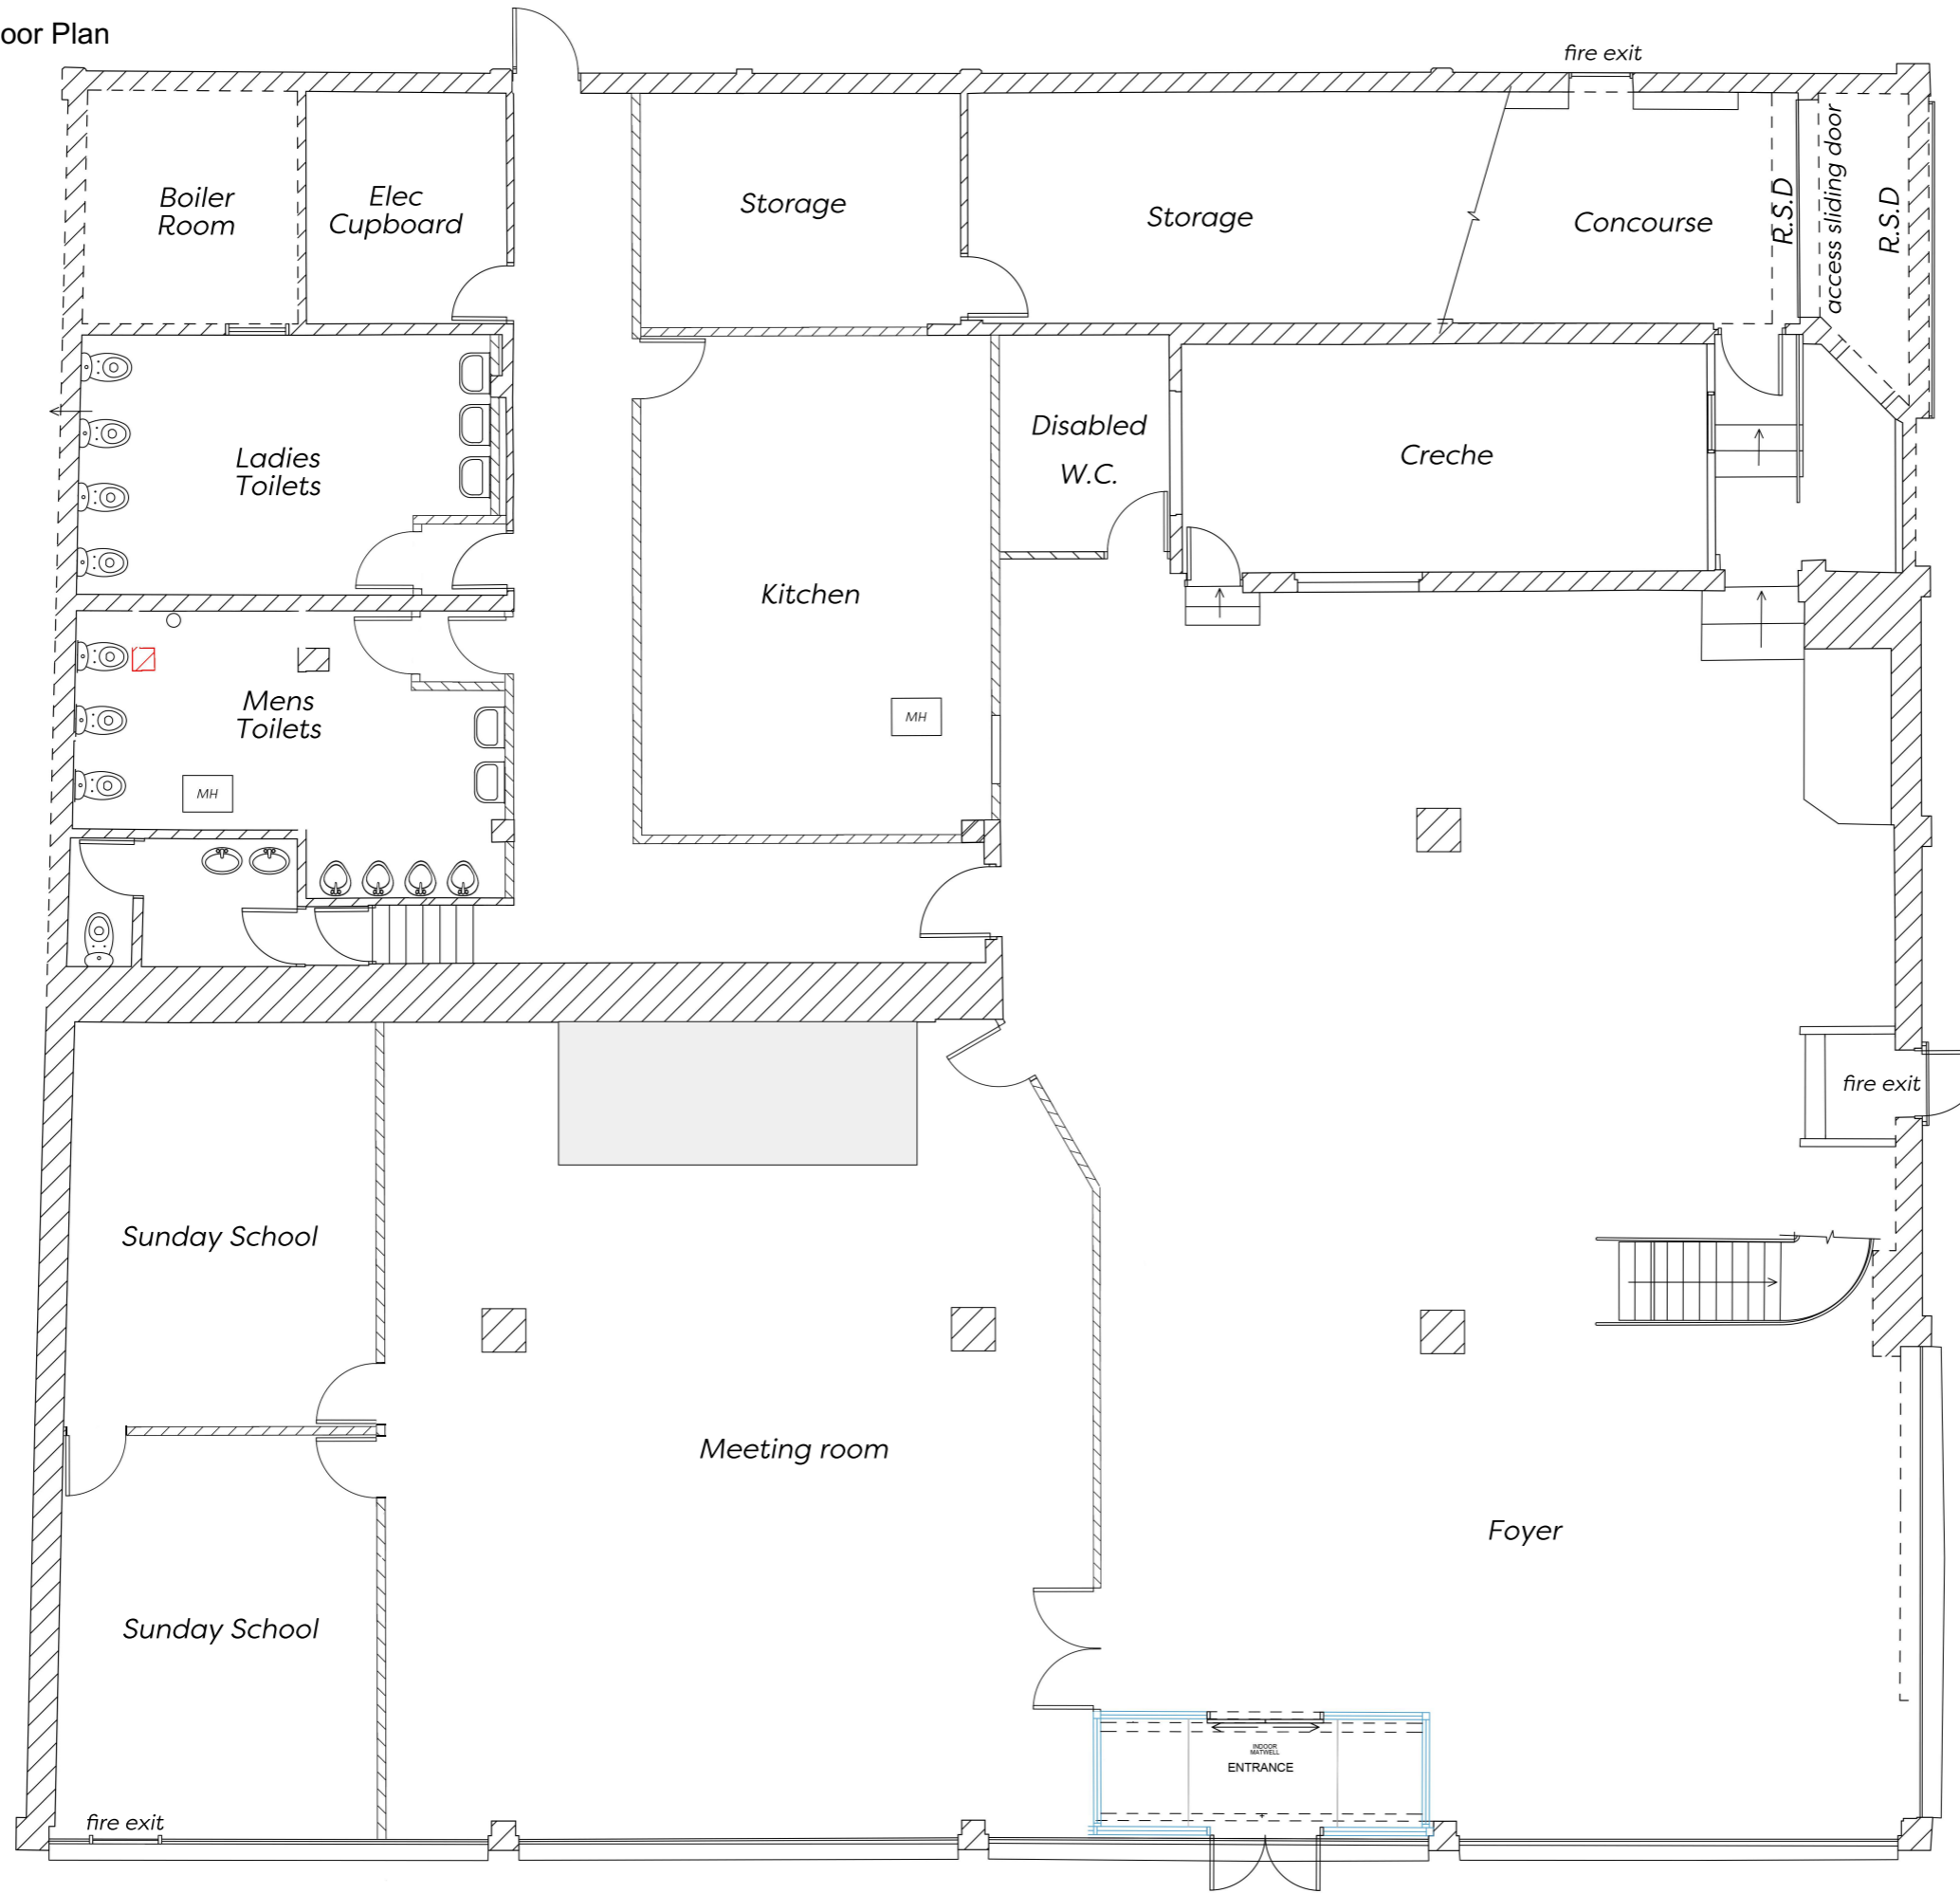 oor Plan
fire exit
Boiler
Room
Elec
Cupboard
Storage
Storage
Concourse
R.S.D
access sliding door
R.S.D
Ladies
Toilets
Disabled
W.C.
Creche
Kitchen
Mens
Toilets
MH
MH
fire exit
Sunday School
Meeting room
Foyer
Sunday School
INDOOR
MATWELL
ENTRANCE
fire exit